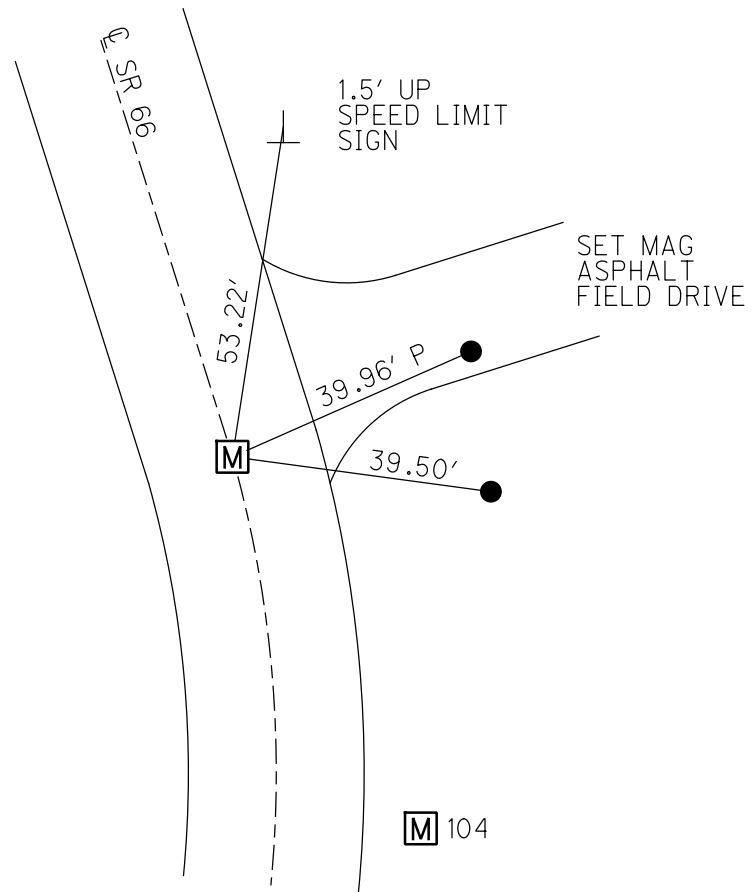 ℄ SR 66
1.5' UP
SPEED LIMIT
SIGN
SET MAG
ASPHALT
FIELD DRIVE
53.22'
39.96' P
M
39.50'
M 104